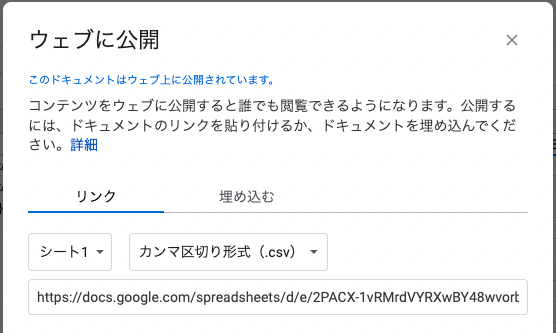 ウェブに公開
このドキュメントはウェブ上に公開されています。
コンテンツをウェブに公開すると誰でも閲覧できるようになります。公開する
には、ドキュメントのリンクを貼り付けるか、ドキュメントを埋め込んでくだ
さい。詳細
リンク
埋め込む
シート1
カンマ区切り形式（.csv）
https://docs.google.com/spreadsheets/d/e/2PACX-1vRMrdVYRXwBY48wvorb